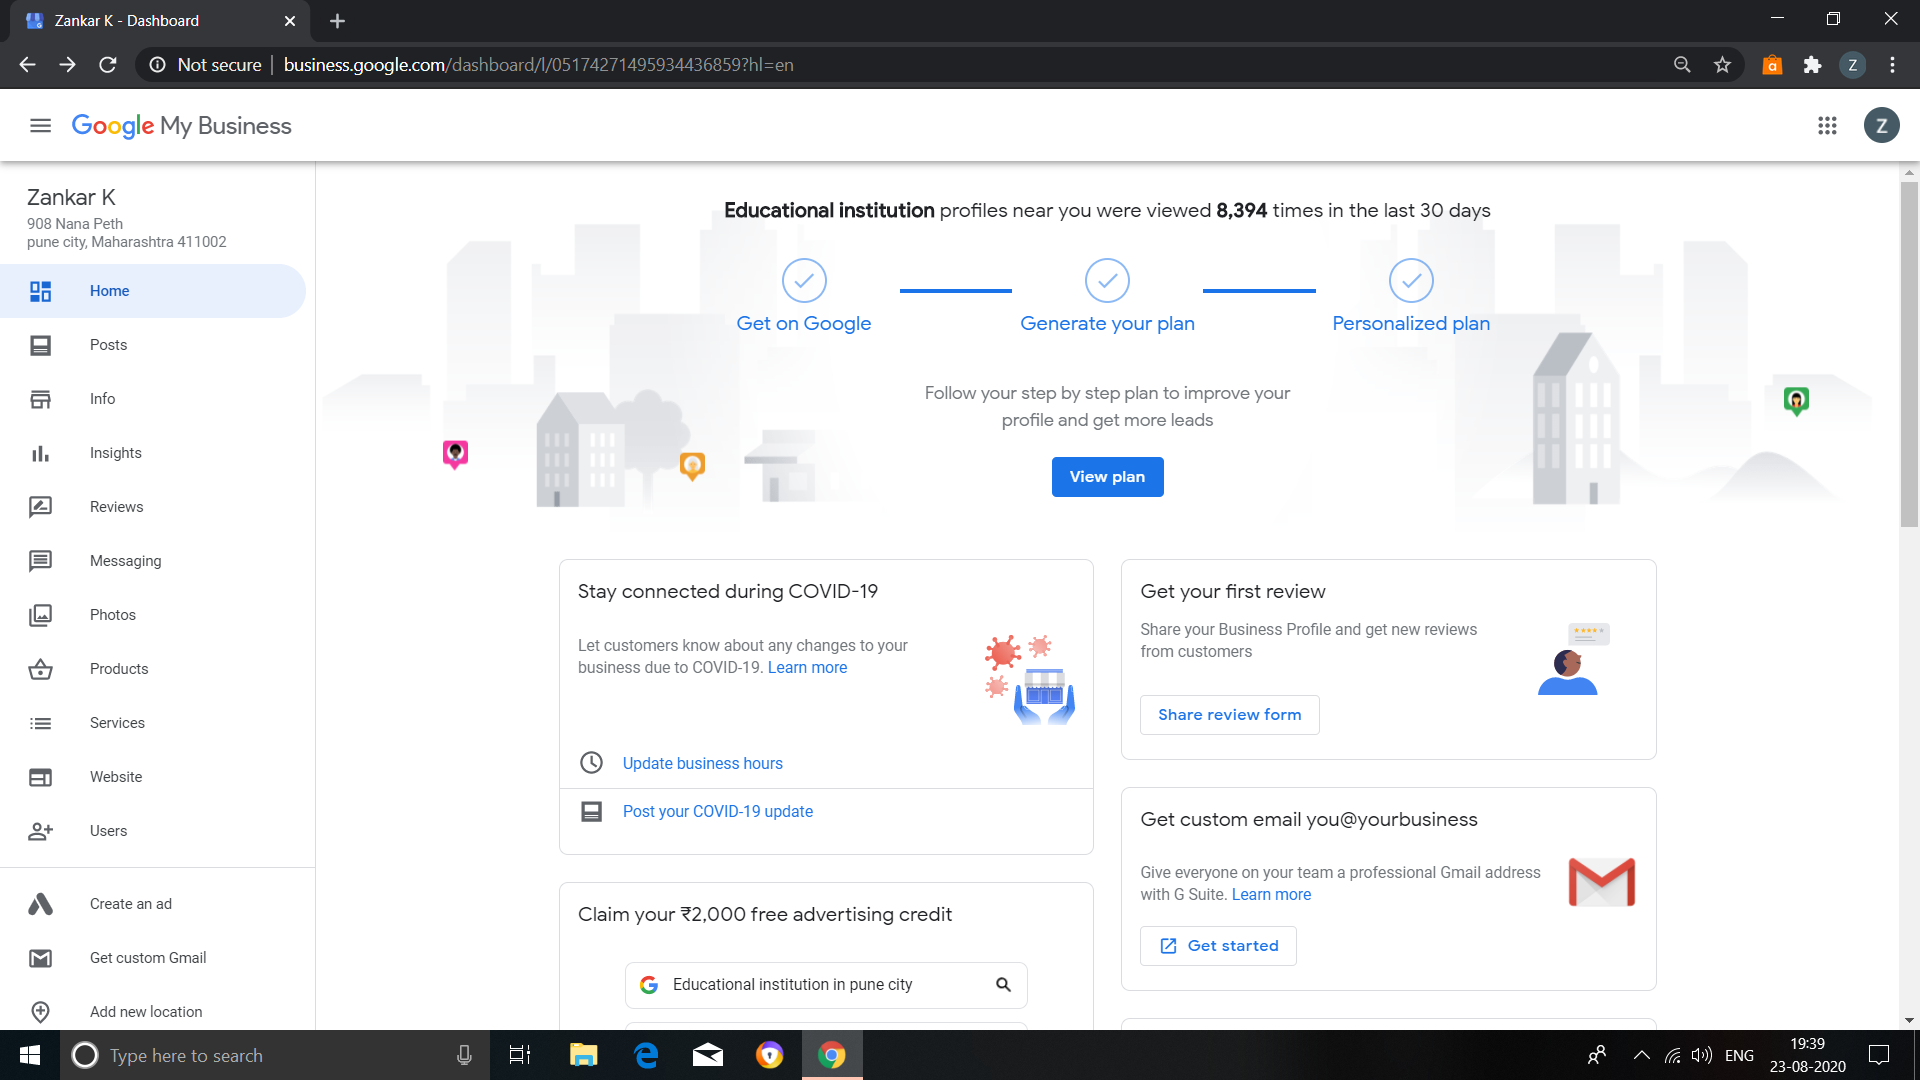 Zankar K - Dashboard
Not secure
business.google.com/dashboard/l/05174271495934436859?hl=en
a
Z
Google My Business
Z
Zankar K
908 Nana Peth
pune city, Maharashtra 411002
Home
Posts
Info
Insights
Reviews
Messaging
Photos
Products
Services
Website
Users
Create an ad
Get custom Gmail
Add new location
Educational institution profiles near you were viewed 8,394 times in the last 30 days
Get on Google
Generate your plan
Personalized plan
Follow your step by step plan to improve your
profile and get more leads
View plan
Stay connected during COVID-19
Let customers know about any changes to your
business due to COVID-19. Learn more
Update business hours
Post your COVID-19 update
Claim your ₹2,000 free advertising credit
Educational institution in pune city
Get your first review
Share your Business Profile and get new reviews
from customers
Share review form
Get custom email you@yourbusiness
Give everyone on your team a professional Gmail address
with G Suite. Learn more
Get started
Type here to search
ENG
19:39
23-08-2020